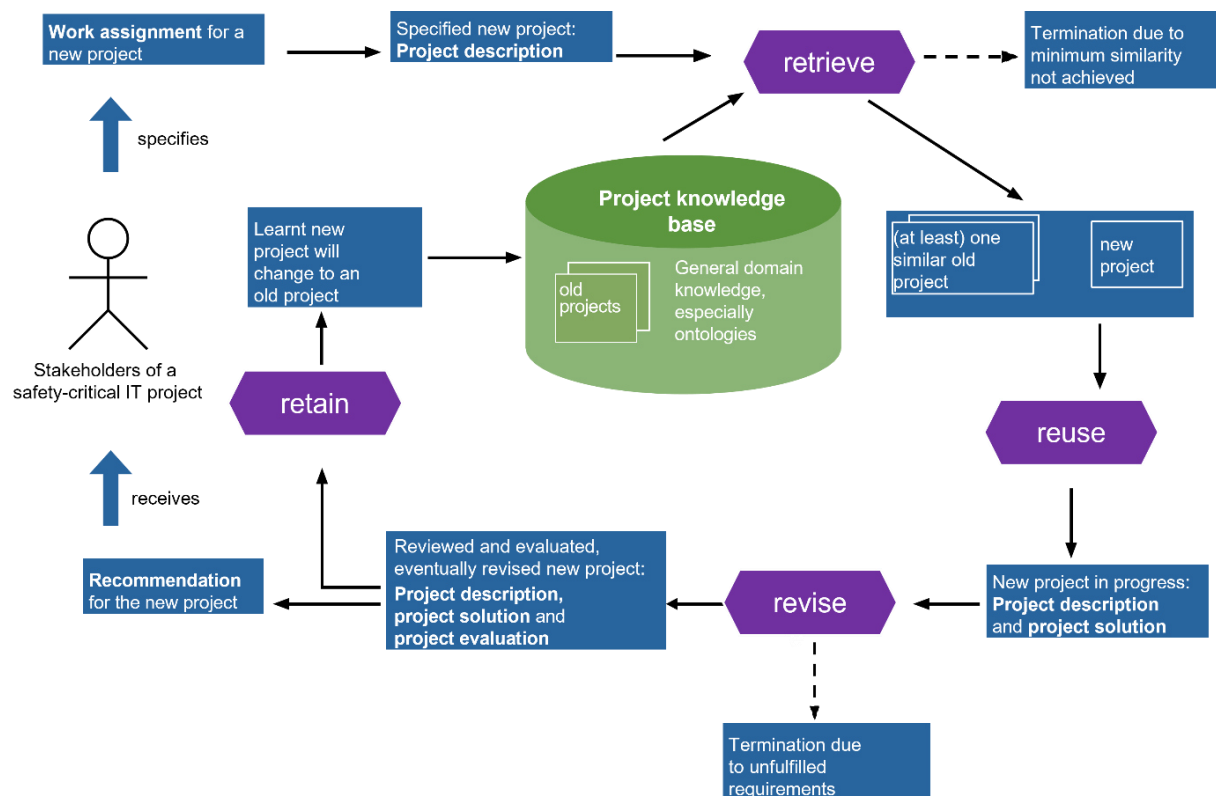 Work assignment for a
new project
Specified new project:
Project description
retrieve
Termination due to
minimum similarity
not achieved
specifies
Learnt new
project will
change to an
old project
Project knowledge
base
old
projects
General domain
knowledge,
especially
ontologies
(at least) one
similar old
project
new
project
Stakeholders of a
safety-critical IT project
retain
reuse
receives
Recommendation
for the new project
Reviewed and evaluated,
eventually revised new project:
Project description,
project solution and
project evaluation
revise
New project in progress:
Project description
and project solution
Termination due
to unfulfilled
requirements